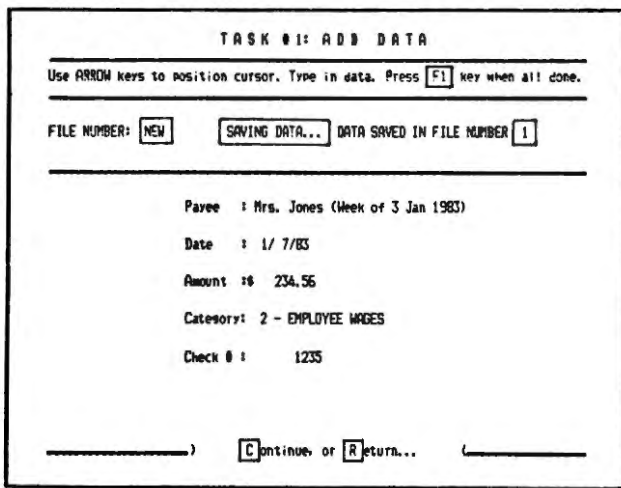 TASK #1: ADD DATA
Use ARROW keys to position cursor. Type in data. Press F1 key when all done.
FILE NUMBER: NEW SAVING DATA... DATA SAVED IN FILE NUMBER 1
Payee : Mrs. Jones (Week of 3 Jan 1983)
Date : 1/ 7/83
Amount :$ 234.56
Category: 2 - EMPLOYEE WAGES
Check # : 1235
) Continue, or Return... (